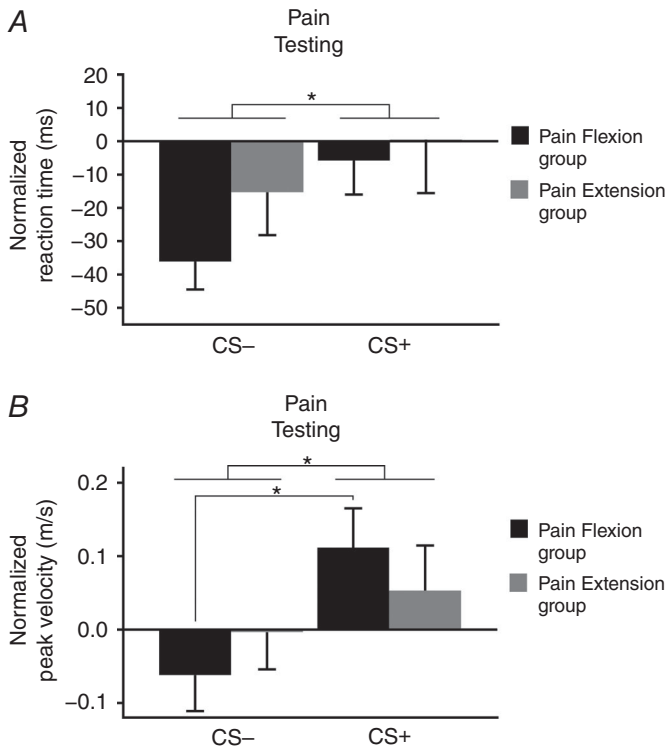 A
Pain
Testing
Normalized
reaction time (ms)
20
10
0
−10
−20
−30
−40
−50
*
CS−
CS+
Pain Flexion
group
Pain Extension
group
B
Pain
Testing
Normalized
peak velocity (m/s)
0.2
0.1
0.0
−0.1
*
*
CS−
CS+
Pain Flexion
group
Pain Extension
group